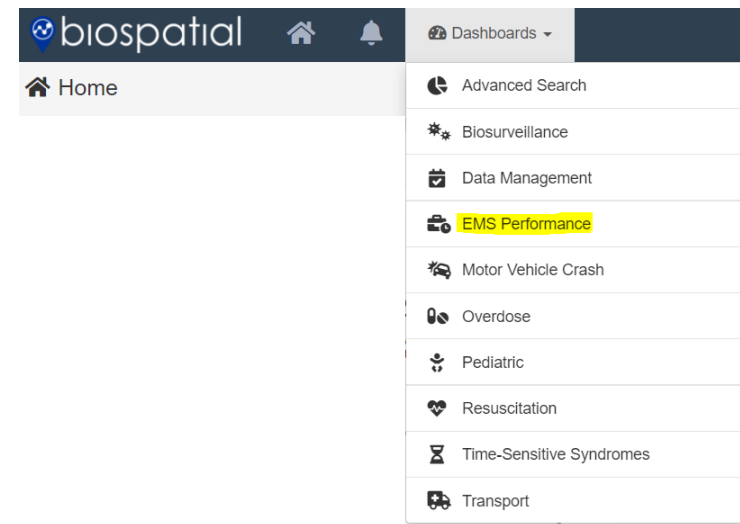 biospatial
Dashboards
Home
Advanced Search
Biosurveillance
Data Management
EMS Performance
Motor Vehicle Crash
Overdose
Pediatric
Resuscitation
Time-Sensitive Syndromes
Transport